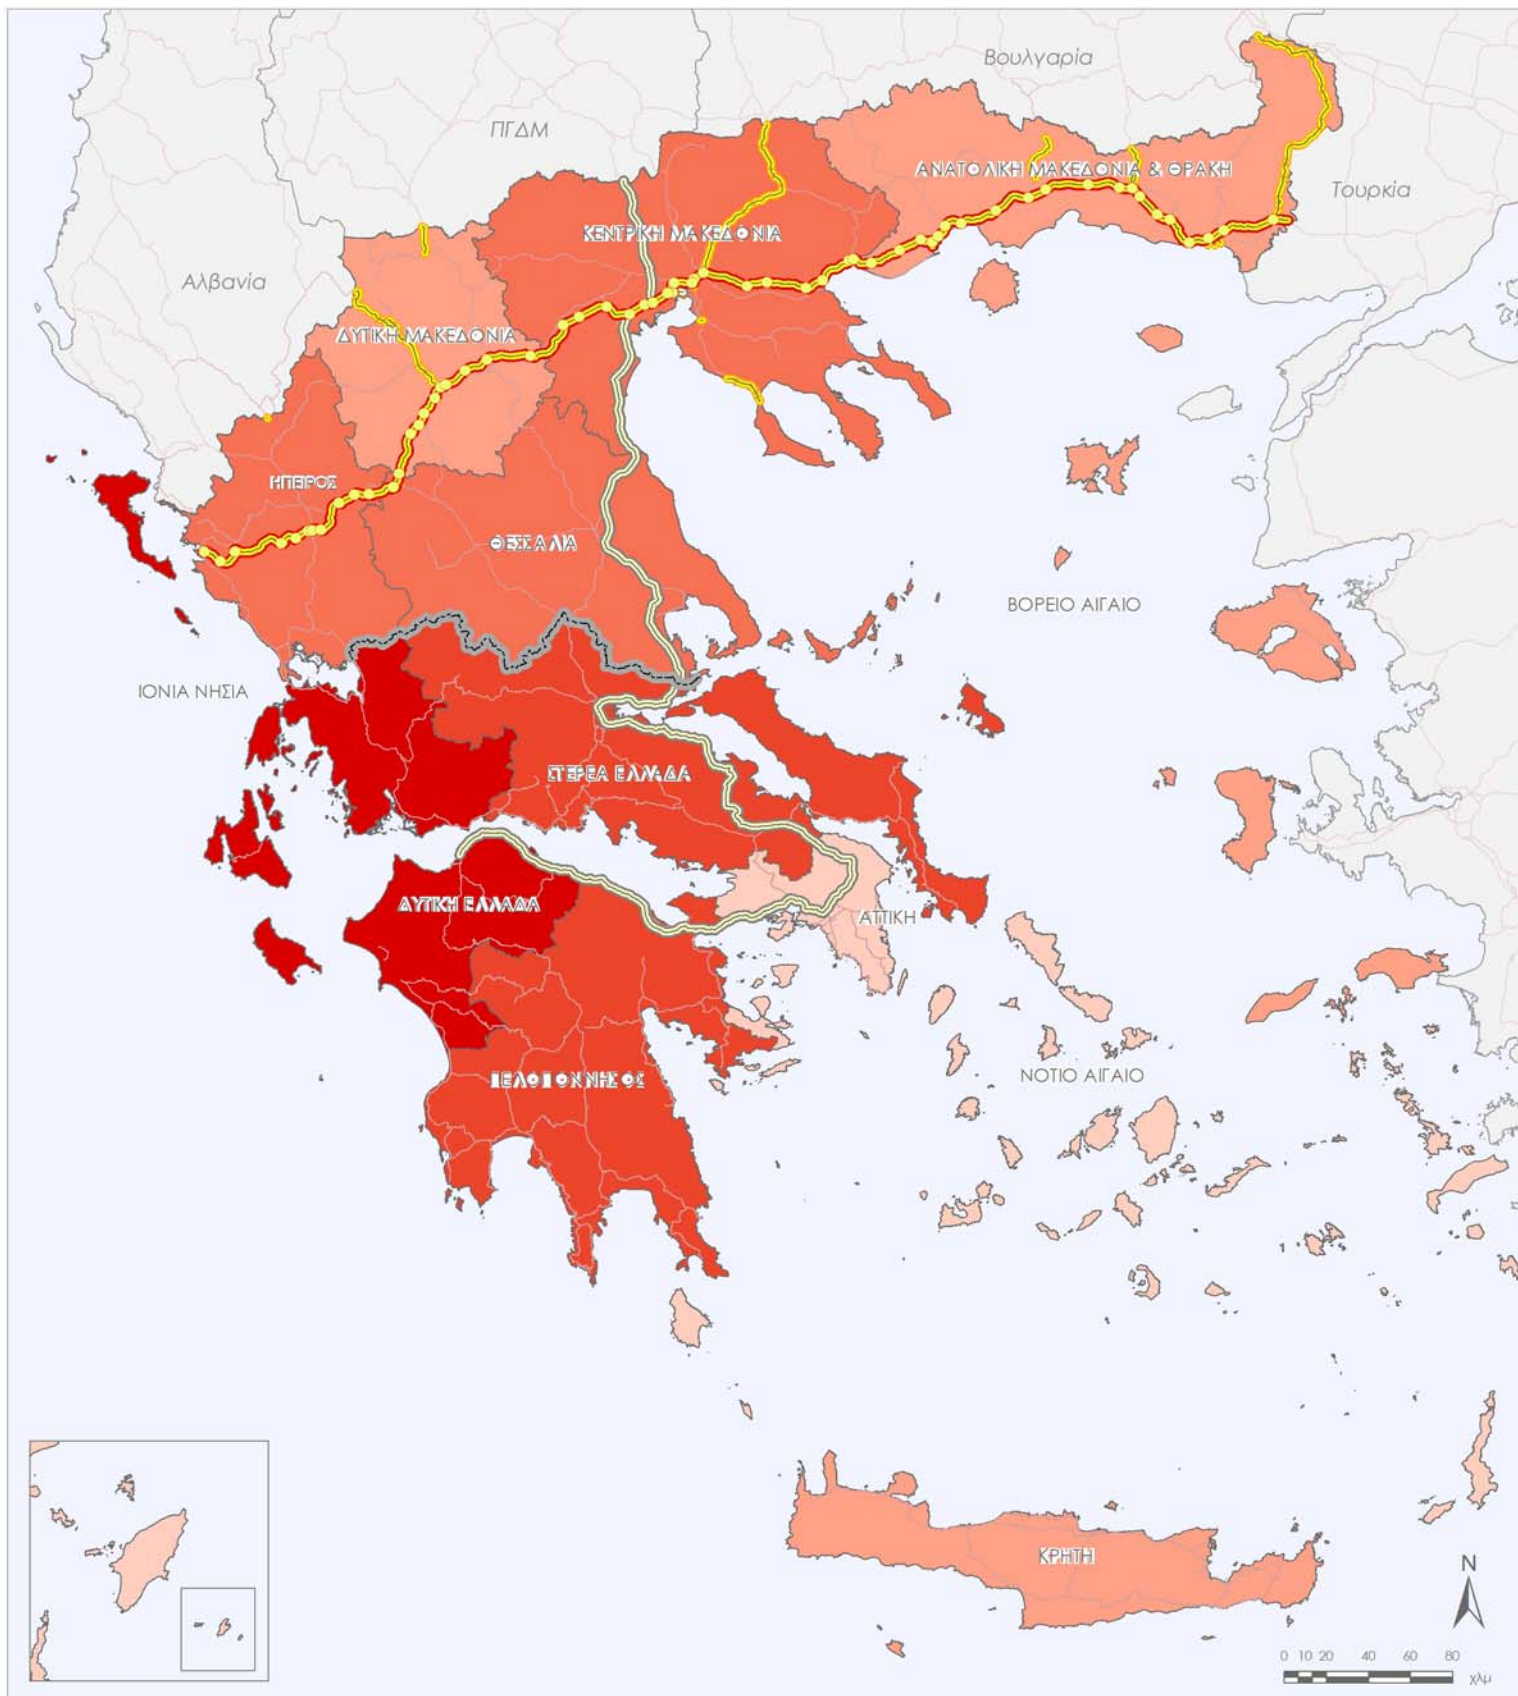 Βουλγαρία
ΠΓΔΜ
ΑΝΑΤΟΛΙΚΗ ΜΑΚΕΔΟΝΙΑ & ΘΡΑΚΗ
Τουρκία
ΚΕΝΤΡΙΚΗ ΜΑΚΕΔΟΝΙΑ
Αλβανία
ΔΥΤΙΚΗ ΜΑΚΕΔΟΝΙΑ
ΗΠΕΙΡΟΣ
ΘΕΣΣΑΛΙΑ
ΒΟΡΕΙΟ ΑΙΓΑΙΟ
ΙΟΝΙΑ ΝΗΣΙΑ
ΣΤΕΡΕΑ ΕΛΛΑΔΑ
ΔΥΤΙΚΗ ΕΛΛΑΔΑ
ΑΤΤΙΚΗ
ΝΟΤΙΟ ΑΙΓΑΙΟ
ΠΕΛΟΠΟΝΝΗΣΟΣ
ΚΡΗΤΗ
N
0 10 20 40 60 80
χλμ